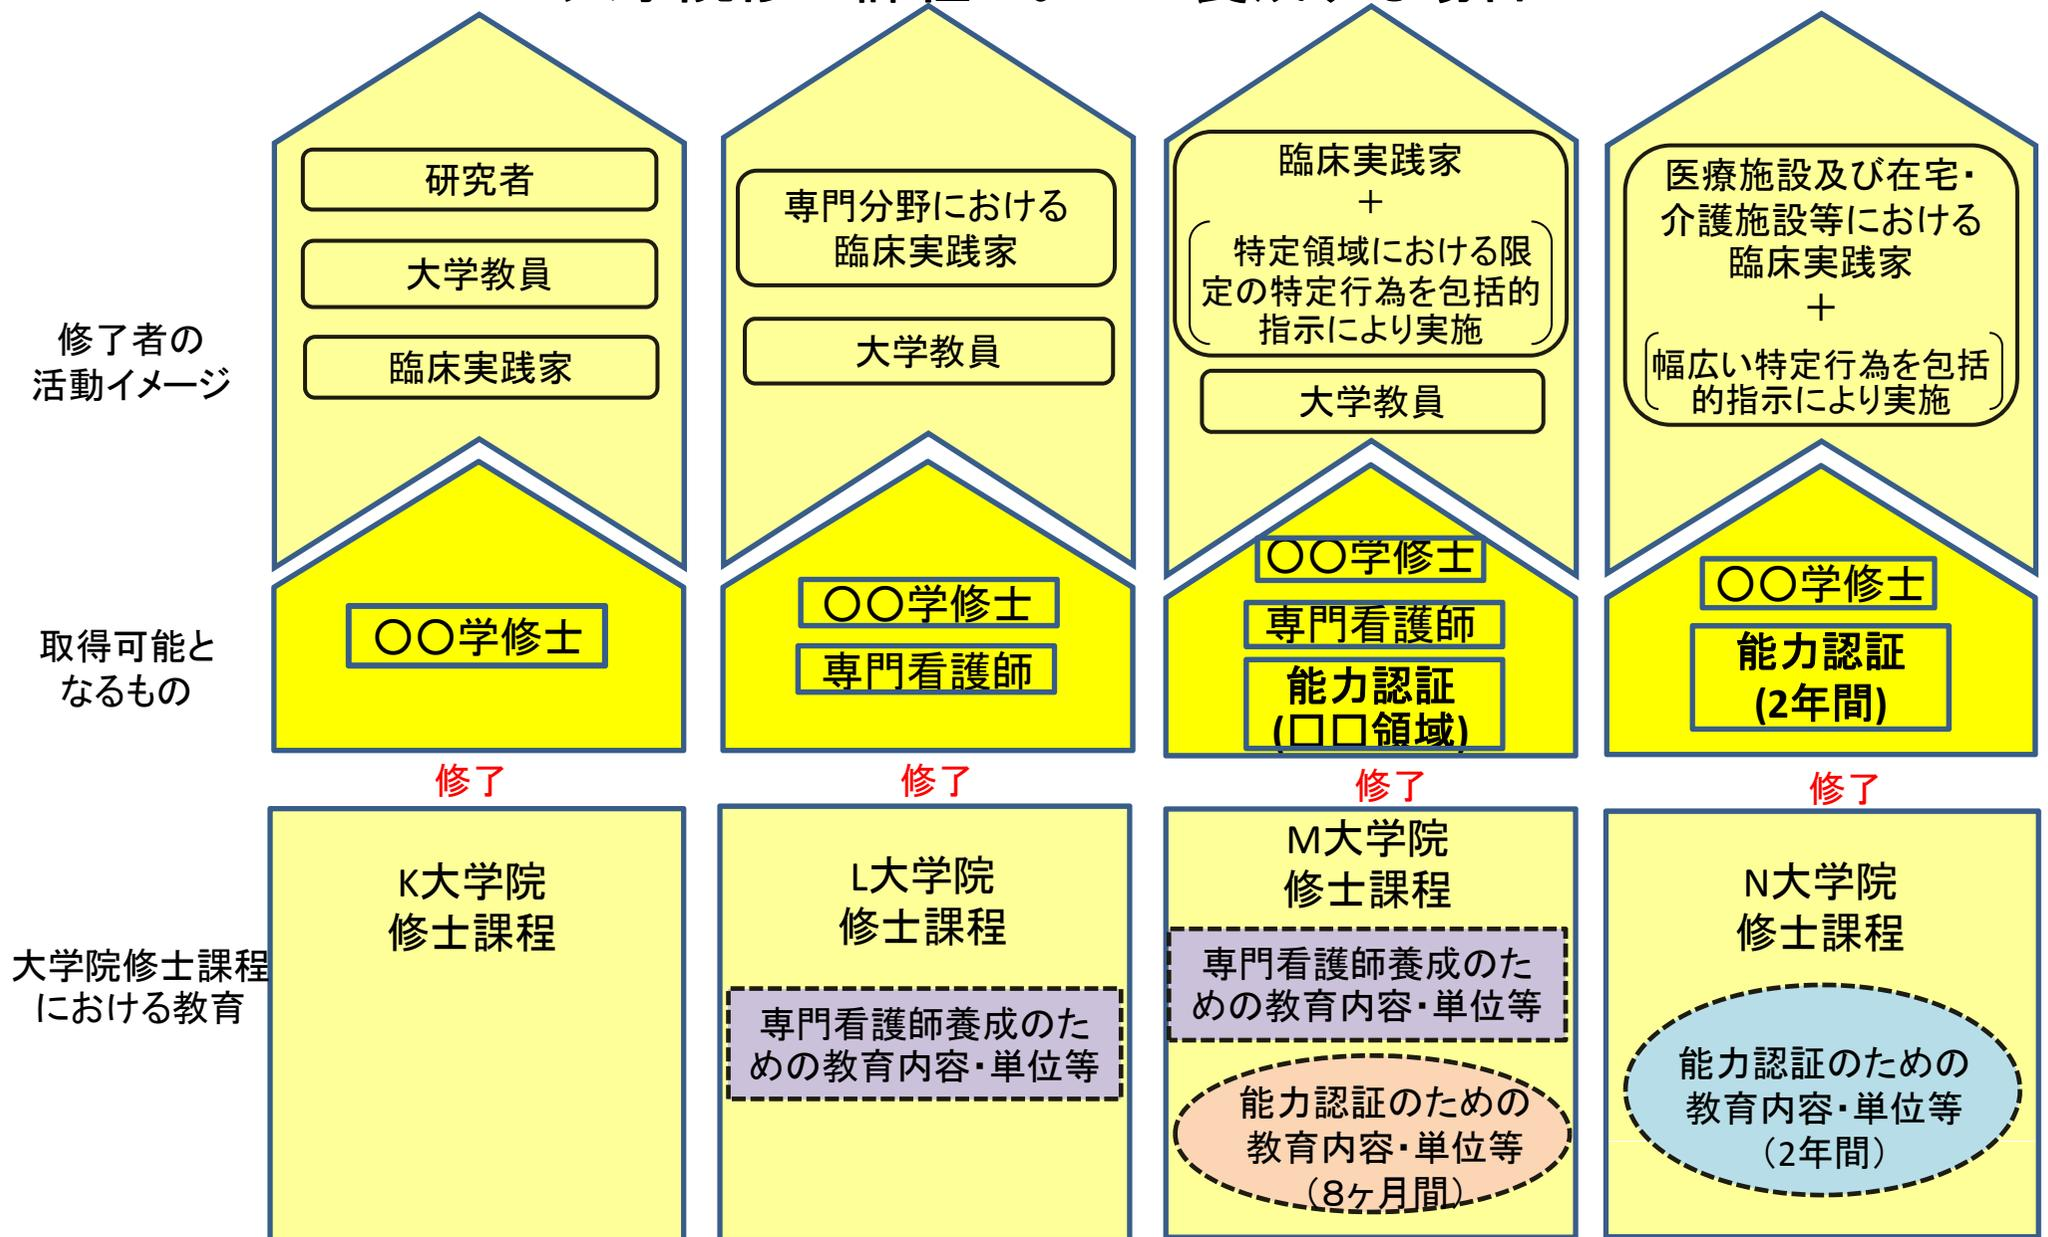 研究者
大学教員
臨床実践家
専門分野における
臨床実践家
大学教員
臨床実践家
＋
特定領域における限
定の特定行為を包括的
指示により実施
大学教員
医療施設及び在宅・
介護施設等における
臨床実践家
＋
幅広い特定行為を包括
的指示により実施
修了者の
活動イメージ
〇〇学修士
〇〇学修士
専門看護師
〇〇学修士
専門看護師
能力認証
(□□領域)
〇〇学修士
能力認証
(2年間)
取得可能と
なるもの
修了
修了
修了
修了
K大学院
修士課程
L大学院
修士課程
専門看護師養成のた
めの教育内容・単位等
M大学院
修士課程
専門看護師養成のた
めの教育内容・単位等
能力認証のための
教育内容・単位等
（８ヶ月間）
N大学院
修士課程
能力認証のための
教育内容・単位等
（2年間）
大学院修士課程
における教育